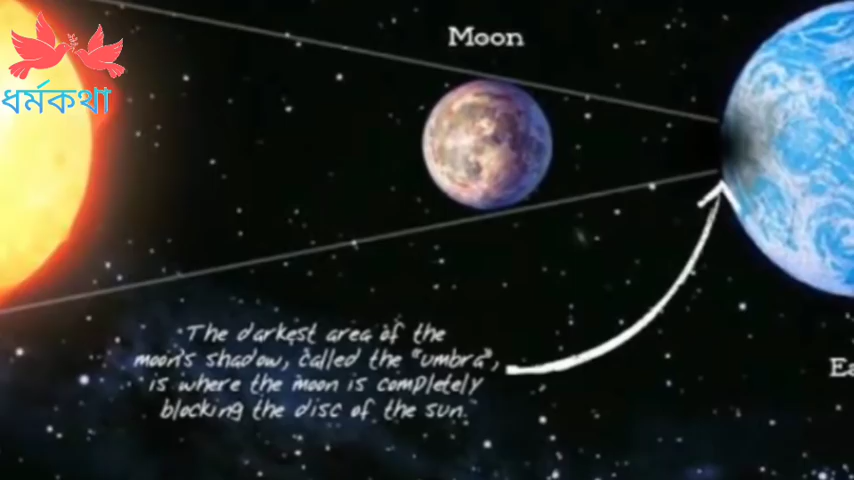 Moon
ধর্মকথা
The darkest area of the
moon's shadow, called the "umbra",
is where the moon is completely
blocking the disc of the sun.
Ea